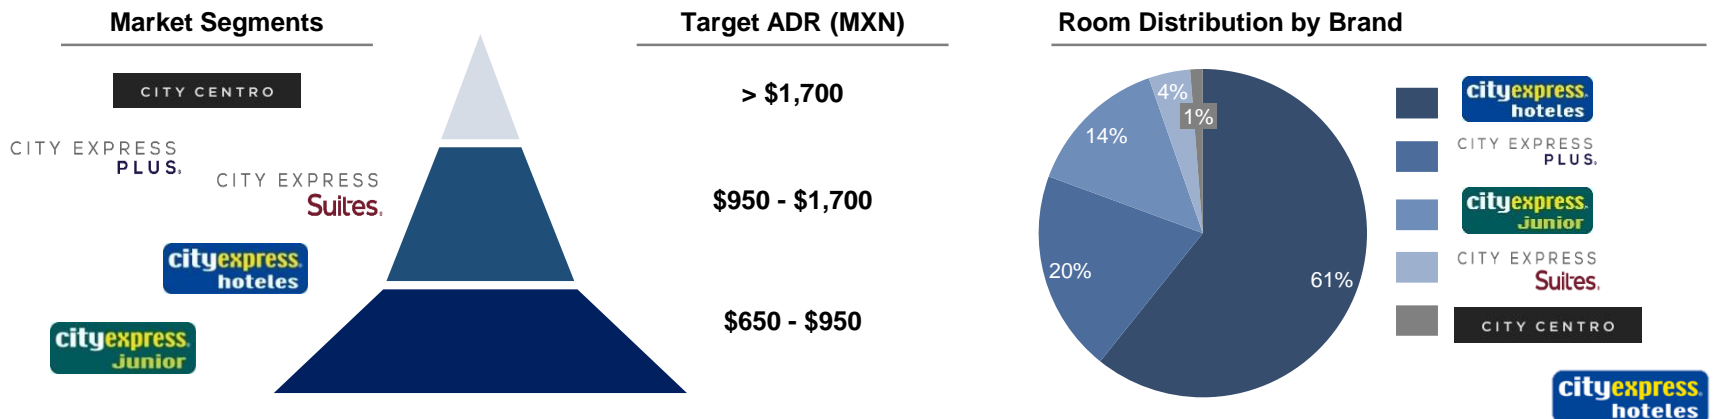 Market Segments
CITY CENTRO
CITY EXPRESS
PLUS.
CITY EXPRESS
Suites.
cityexpress.
hoteles
cityexpress.
junior
Target ADR (MXN)
> $1,700
$950 - $1,700
$650 - $950
Room Distribution by Brand
4%
1%
14%
20%
61%
cityexpress.
hoteles
CITY EXPRESS
PLUS.
cityexpress.
junior
CITY EXPRESS
Suites.
CITY CENTRO
cityexpress.
hoteles